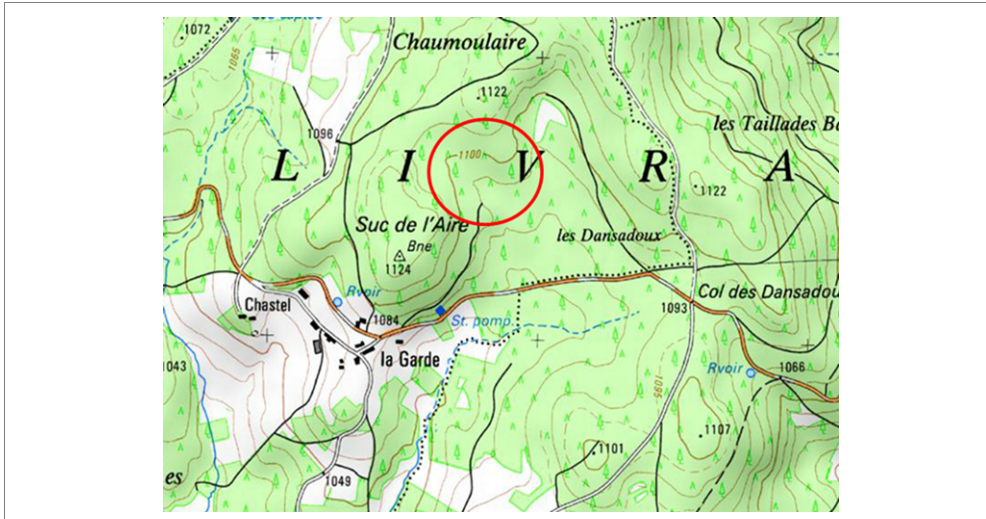 1072
1065
Chaumoulaire
1122
1096
les Taillades
1100
L I V R A
1122
Suc de l'Aire
Bne
les Dansadoux
1124
Col des Dansadou
Rvoir
Chastel
1084
St. pomp
1093
la Garde
1043
Rvoir
1066
1095
1107
1101
es
1049